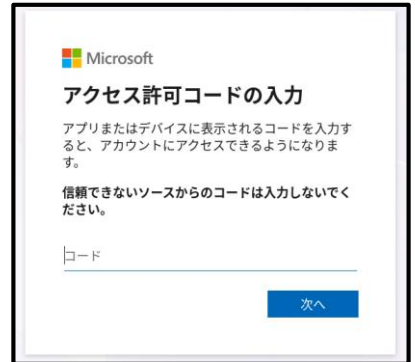 Microsoft
アクセス許可コードの入力
アプリまたはデバイスに表示されるコードを入力す
ると、アカウントにアクセスできるようになりま
す。
信頼できないソースからのコードは入力しないでく
ださい。
コード
次へ